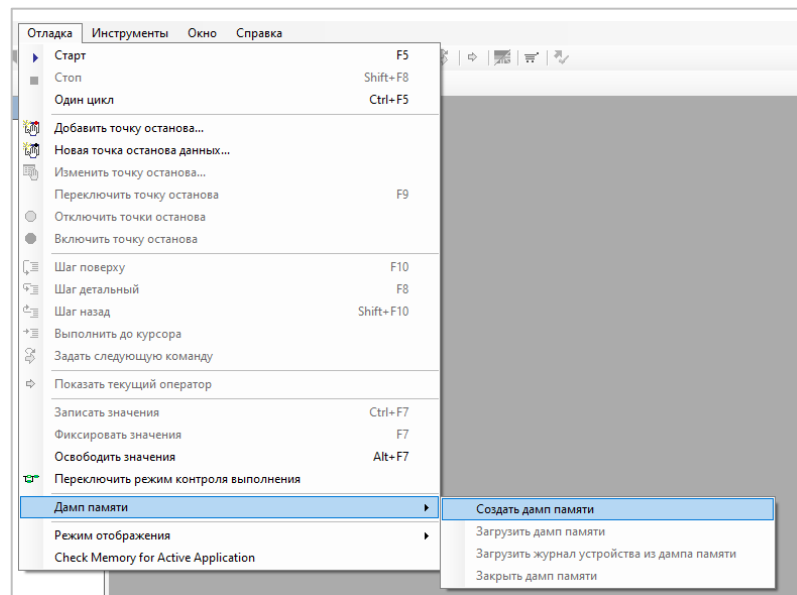 Отладка Инструменты Окно Справка
Старт F5
Стоп Shift+F8
Один цикл Ctrl+F5
Добавить точку останова...
Новая точка останова данных...
Изменить точку останова...
Переключить точку останова F9
Отключить точки останова
Включить точку останова
Шаг поверху F10
Шаг детальный F8
Шаг назад Shift+F10
Выполнить до курсора
Задать следующую команду
Показать текущий оператор
Записать значения Ctrl+F7
Фиксировать значения F7
Освободить значения Alt+F7
Переключить режим контроля выполнения
Дамп памяти
Создать дамп памяти
Загрузить дамп памяти
Загрузить журнал устройства из дампа памяти
Закрыть дамп памяти
Режим отображения
Check Memory for Active Application